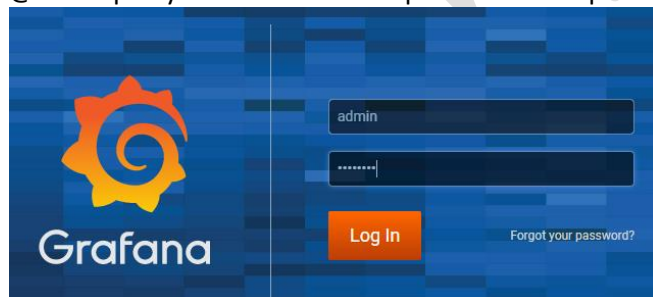 admin
••••••••
Log In
Forgot your password?
Grafana